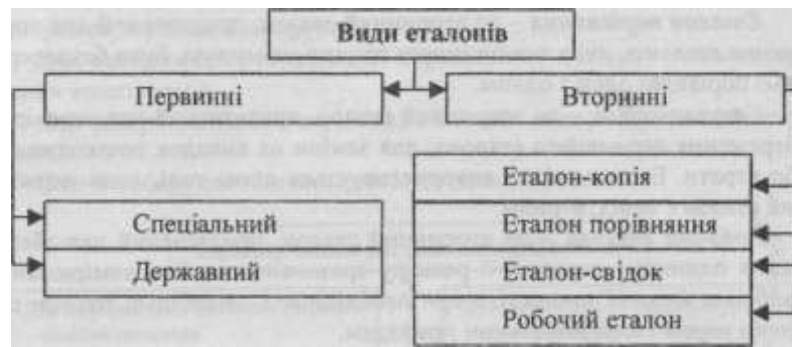 Види еталонів
Первинні
Вторинні
Еталон-копія
Спеціальний
Еталон порівняння
Державний
Еталон-свідок
Робочий еталон